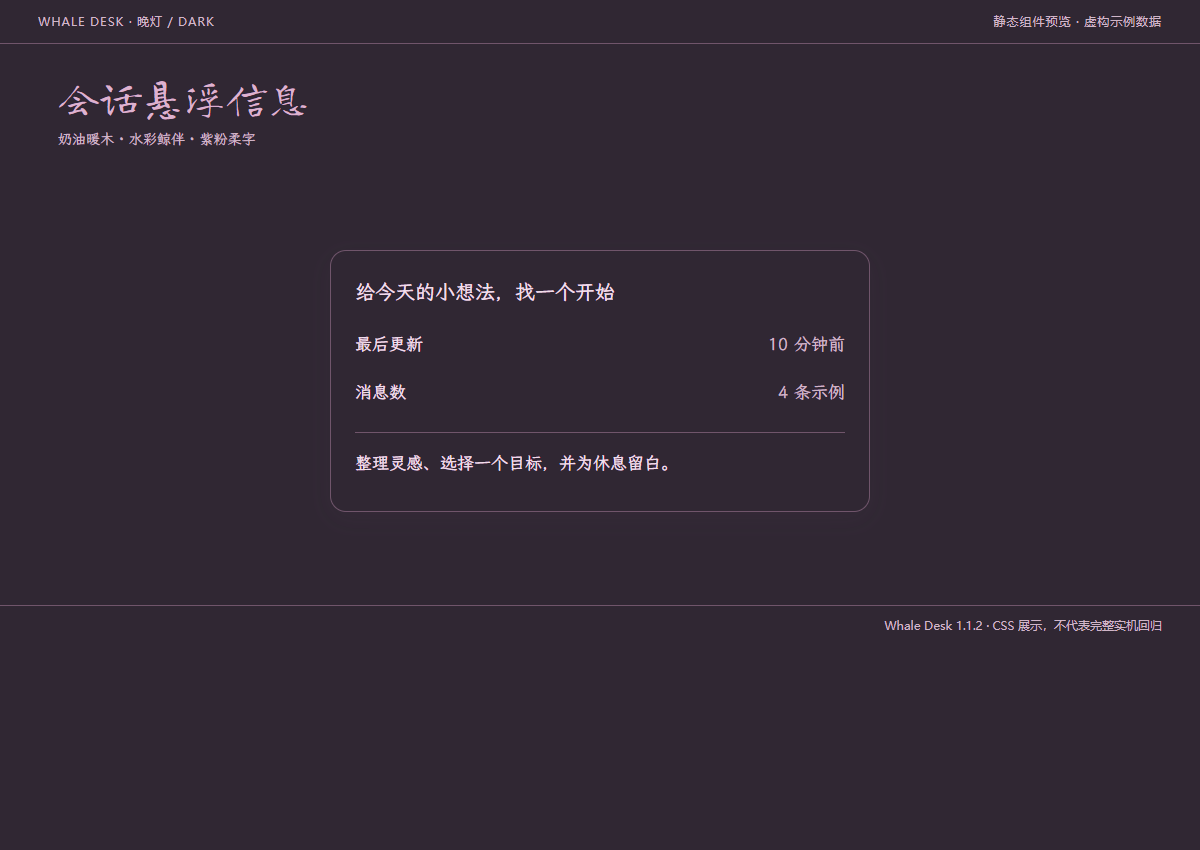 WHALE DESK · 晚灯 / DARK
静态组件预览 · 虚构示例数据
会话悬浮信息
奶油暖木 · 水彩鲸伴 · 紫粉柔字
给今天的小想法，找一个开始
最后更新 10 分钟前
消息数 4 条示例
整理灵感、选择一个目标，并为休息留白。
Whale Desk 1.1.2 · CSS 展示，不代表完整实机回归